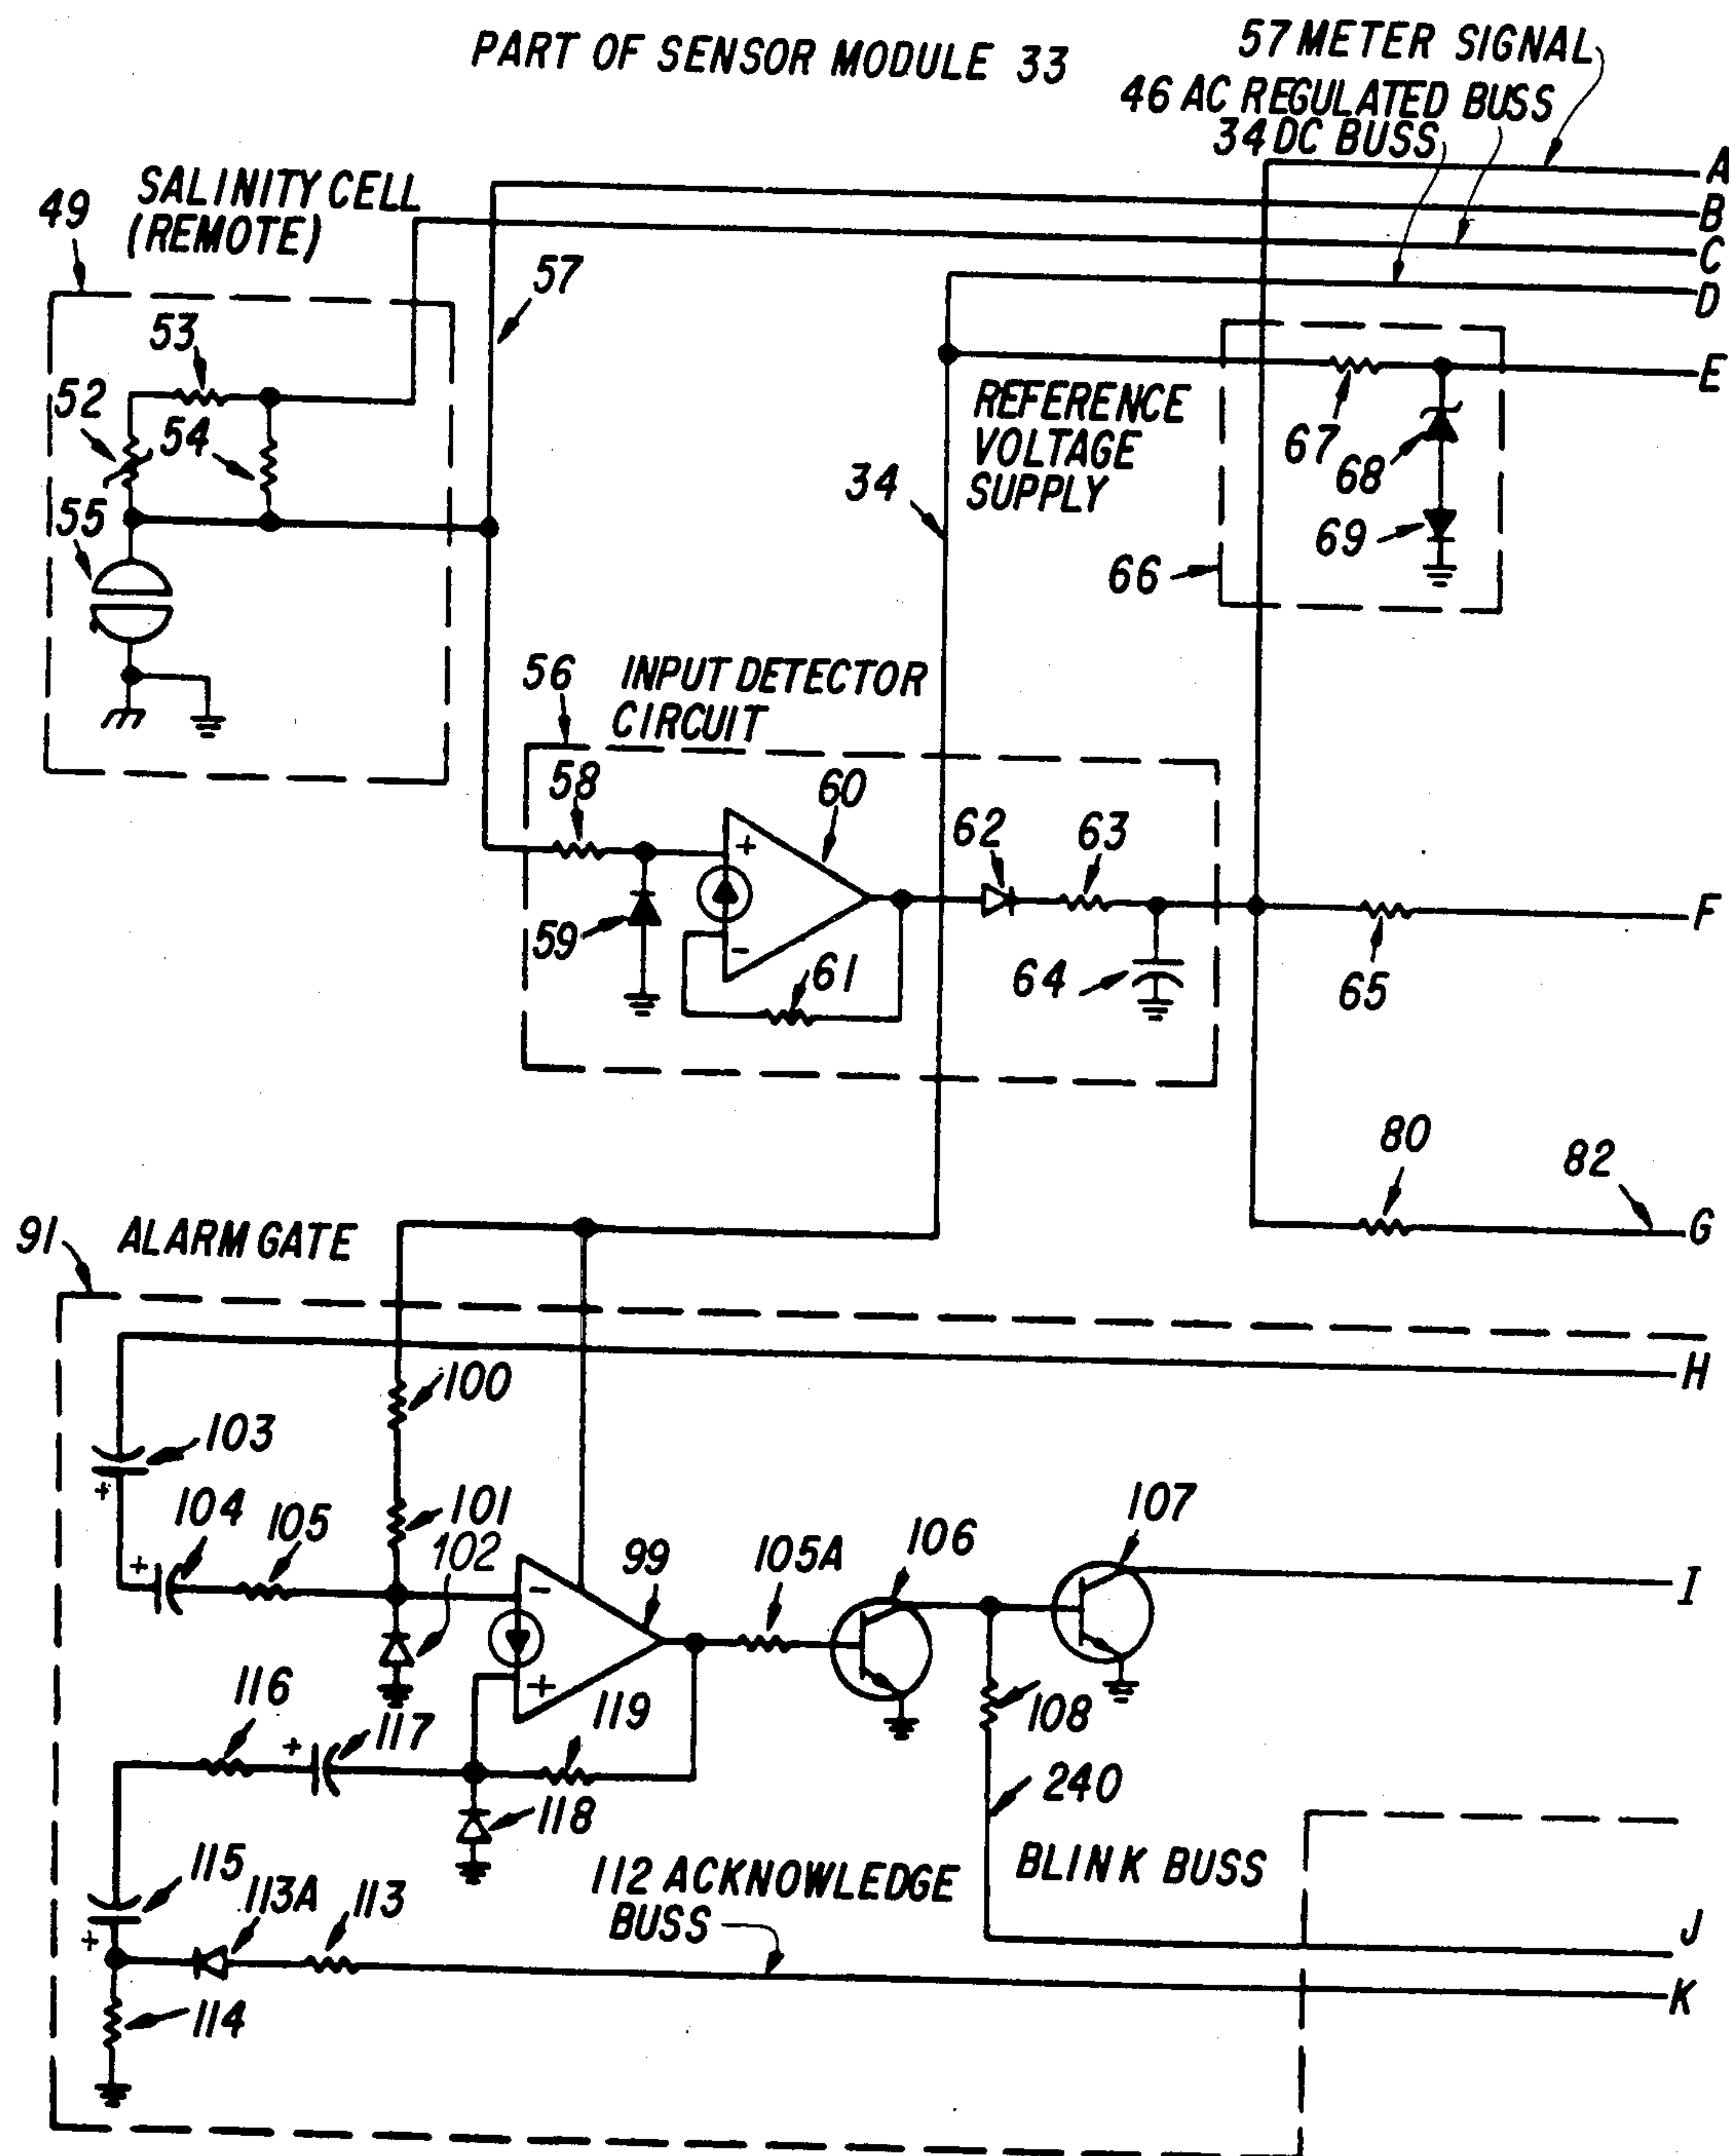 PART OF SENSOR MODULE 33
57 METER SIGNAL
46 AC REGULATED BUSS
34 DC BUSS
A
B
C
D
E
49 SALINITY CELL
(REMOTE)
57
53
52
54
55
REFERENCE
VOLTAGE
SUPPLY
34
67
68
69
66
56 INPUT DETECTOR
CIRCUIT
58
60
62
63
+
-
59
61
64
65
F
80
82
G
91 ALARM GATE
H
100
103
+
104
+
105
101
102
99
105A
106
107
I
-
+
116
+
117
119
118
108
240
115
+
113A
113
112 ACKNOWLEDGE
BUSS
BLINK BUSS
J
K
114